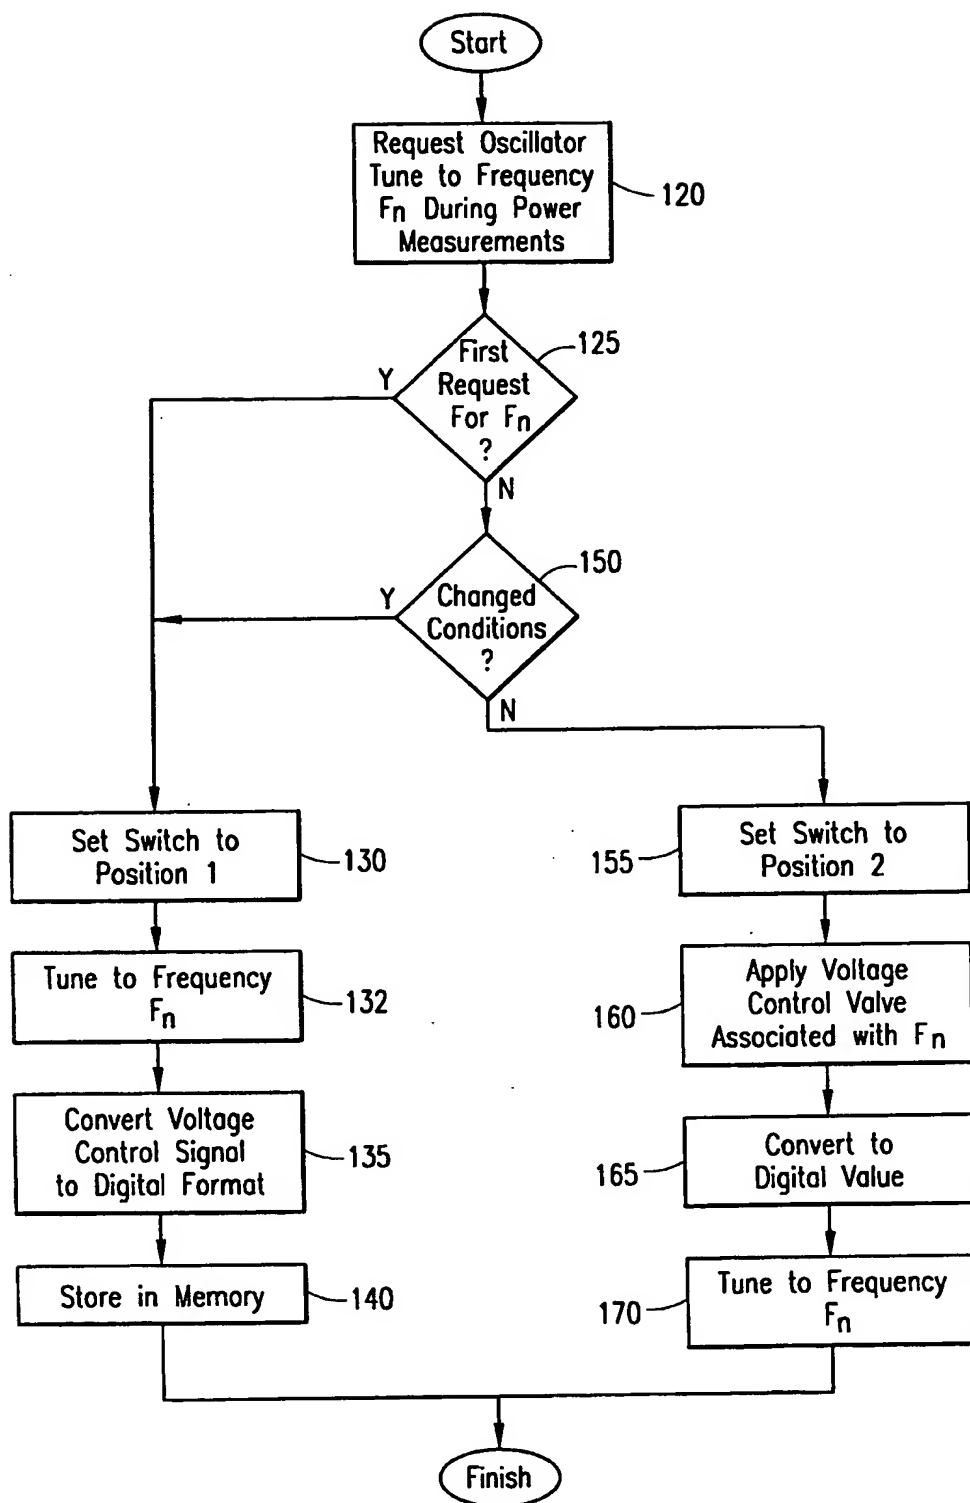 Start
Request Oscillator
Tune to Frequency
Fn During Power
Measurements
120
First
Request
For Fn
?
125
Y
N
Changed
Conditions
?
150
Y
N
Set Switch to
Position 1
130
Tune to Frequency
Fn
132
Convert Voltage
Control Signal
to Digital Format
135
Store in Memory
140
Set Switch to
Position 2
155
Apply Voltage
Control Valve
Associated with Fn
160
Convert to
Digital Value
165
Tune to Frequency
Fn
170
Finish